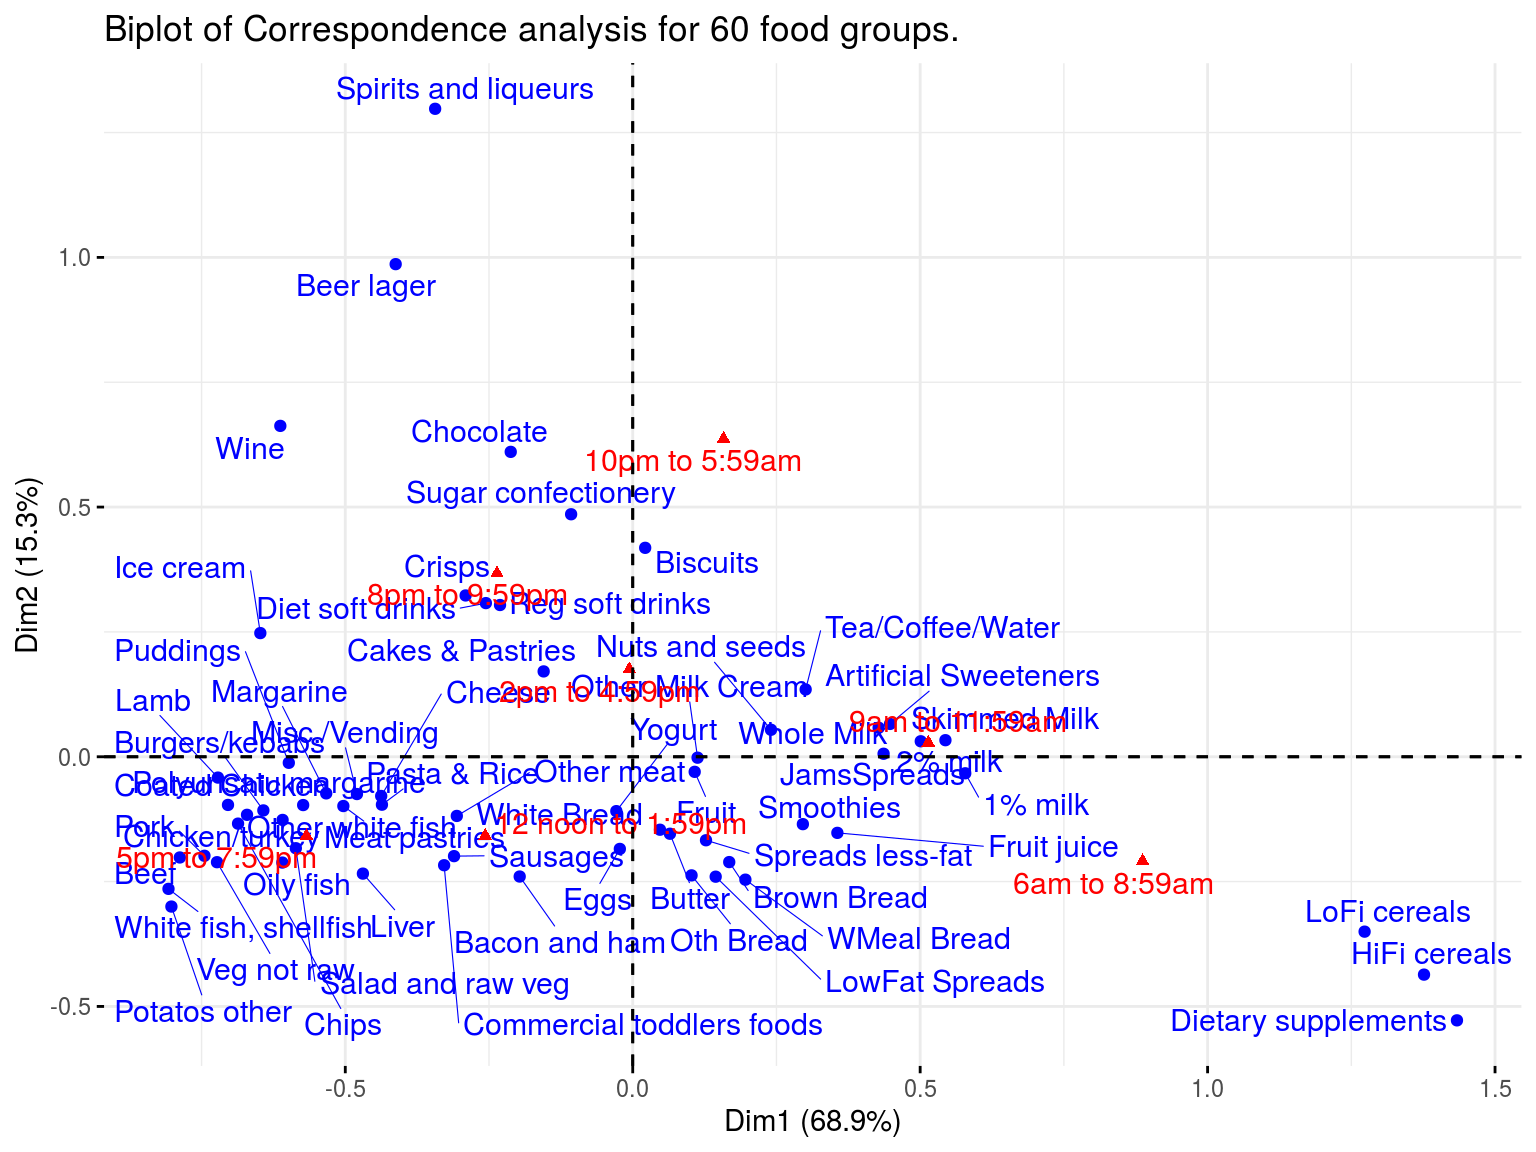 Biplot of Correspondence analysis for 60 food groups.
Spirits and liqueurs
Beer lager
Wine
Chocolate
10pm to 5:59am
Sugar confectionery
Biscuits
Crisps
Ice cream
8pm to 9:59pm
Diet soft drinks
Reg soft drinks
Tea/Coffee/Water
Puddings
Cakes & Pastries
Nuts and seeds
Artificial Sweeteners
Lamb
Margarine
Cheese
2pm to 4:59pm
Other Milk Cream
9am to 11:59am
Skimmed Milk
Misc./Vending
Yogurt
Whole Milk
Burgers/kebabs
2% milk
Pasta & Rice
Other meat
JamsSpreads
Coated Chicken
Polyunsatu margarine
1% milk
White Bread
Fruit
Smoothies
Pork
Chicken/turkey
Other white fish
Meat pastries
12 noon to 1:59pm
Fruit juice
5pm to 7:59pm
Sausages
Spreads less-fat
6am to 8:59am
Beef
Oily fish
Eggs
Butter
Brown Bread
LoFi cereals
White fish, shellfish
Liver
Bacon and ham
Oth Bread
WMeal Bread
HiFi cereals
Veg not raw
Salad and raw veg
LowFat Spreads
Potatos other
Chips
Commercial toddlers foods
Dietary supplements
1.0
0.5
0.0
-0.5
Dim2 (15.3%)
-0.5
0.0
0.5
1.0
1.5
Dim1 (68.9%)